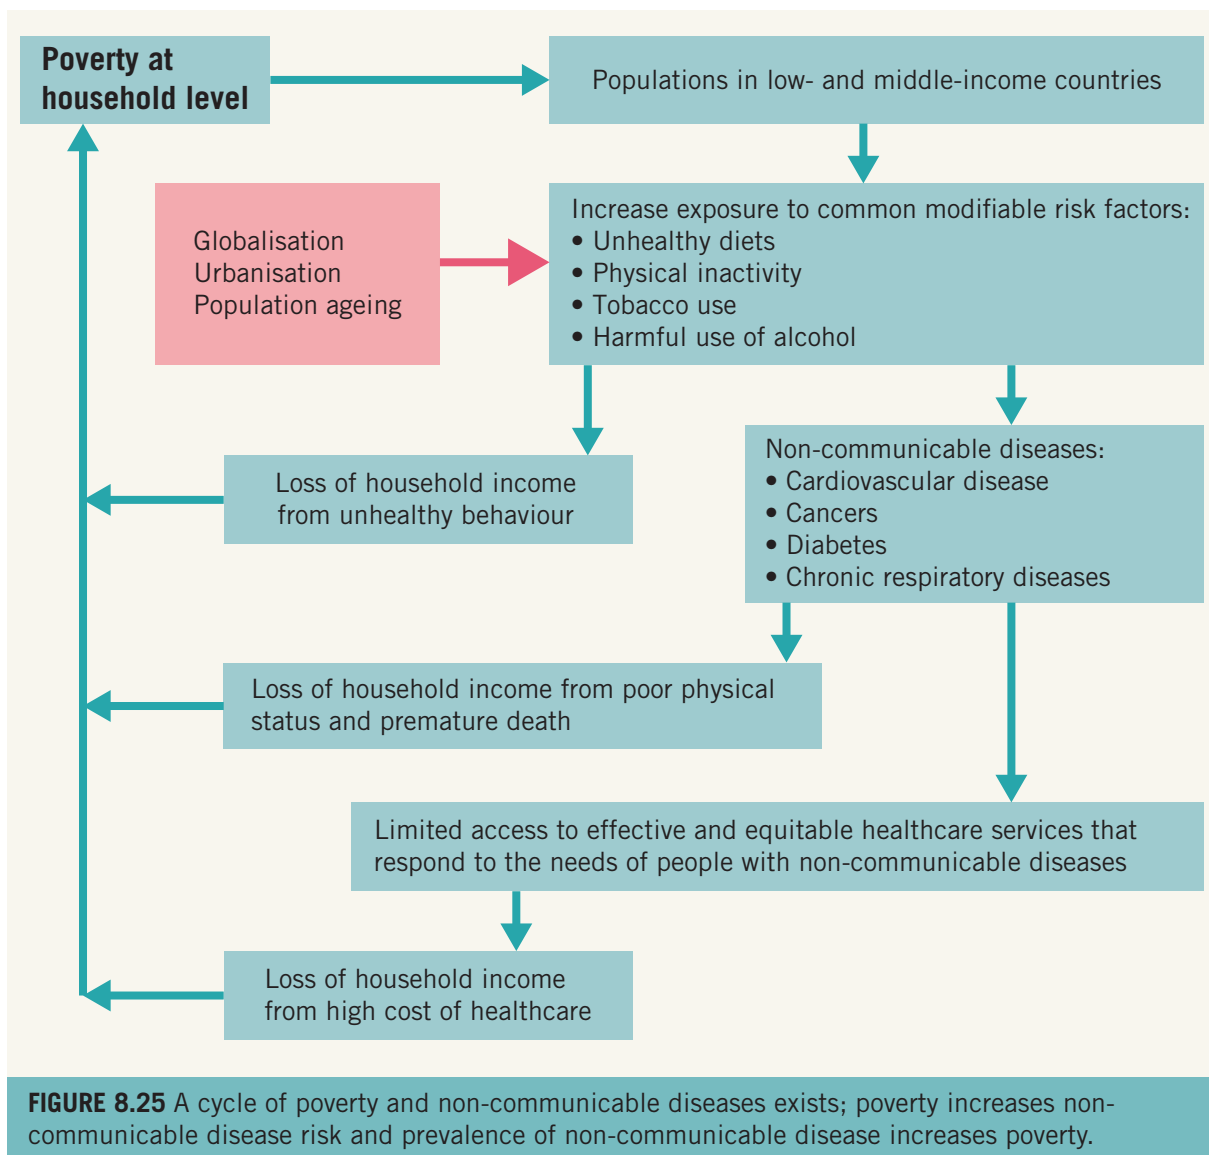 Poverty at
household level
Populations in low- and middle-income countries
Globalisation
Urbanisation
Population ageing
Increase exposure to common modifiable risk factors:
• Unhealthy diets
• Physical inactivity
• Tobacco use
• Harmful use of alcohol
Loss of household income
from unhealthy behaviour
Non-communicable diseases:
• Cardiovascular disease
• Cancers
• Diabetes
• Chronic respiratory diseases
Loss of household income from poor physical
status and premature death
Limited access to effective and equitable healthcare services that
respond to the needs of people with non-communicable diseases
Loss of household income
from high cost of healthcare
FIGURE 8.25 A cycle of poverty and non-communicable diseases exists; poverty increases non-
communicable disease risk and prevalence of non-communicable disease increases poverty.